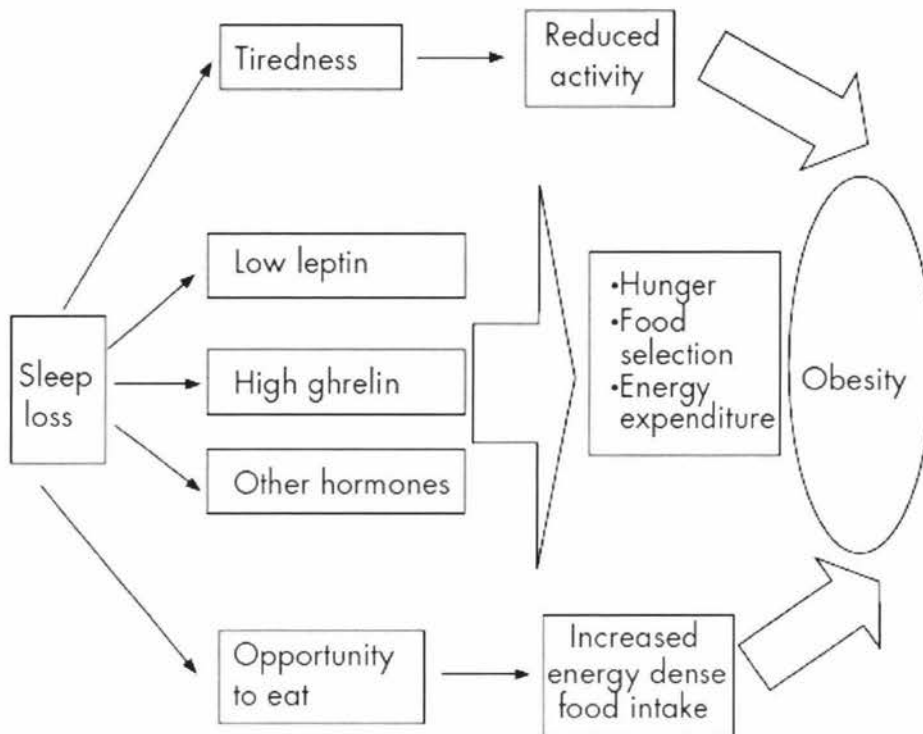 Tiredness
Reduced
activity
Low leptin
High ghrelin
Other hormones
Sleep
loss
•Hunger
•Food
selection
•Energy
expenditure
Obesity
Opportunity
to eat
Increased
energy dense
food intake